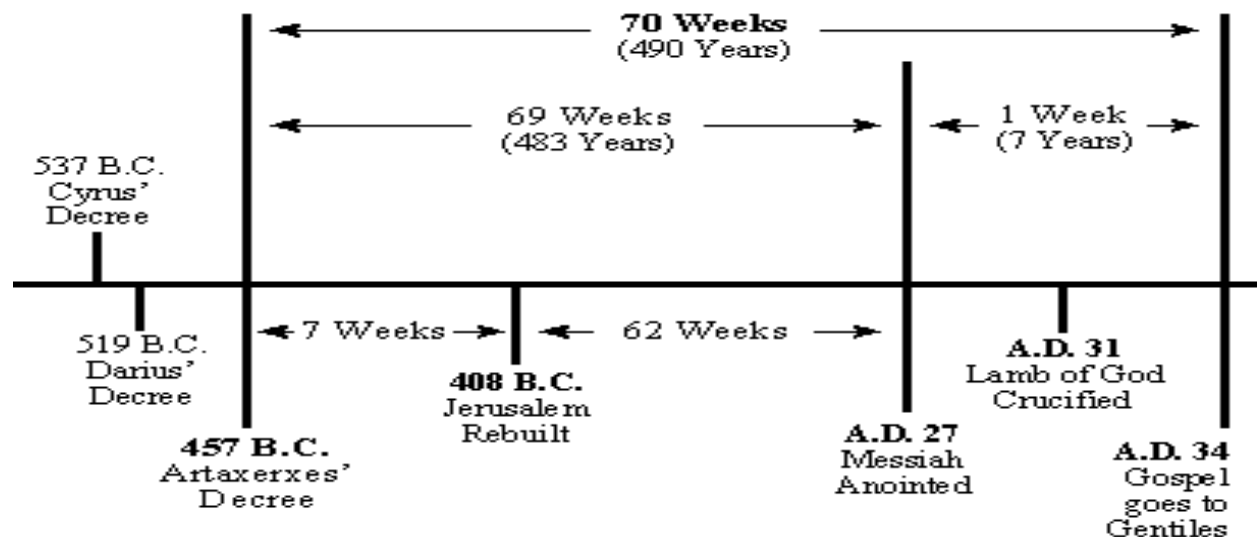 70 Weeks
(490 Years)
69 Weeks
(483 Years)
1 Week
(7 Years)
537 B.C.
Cyrus'
Decree
519 B.C.
Darius'
Decree
7 Weeks
62 Weeks
457 B.C.
Artaxerxes'
Decree
408 B.C.
Jerusalem
Rebuilt
A.D. 27
Messiah
Anointed
A.D. 31
Lamb of God
Crucified
A.D. 34
Gospel
goes to
Gentiles